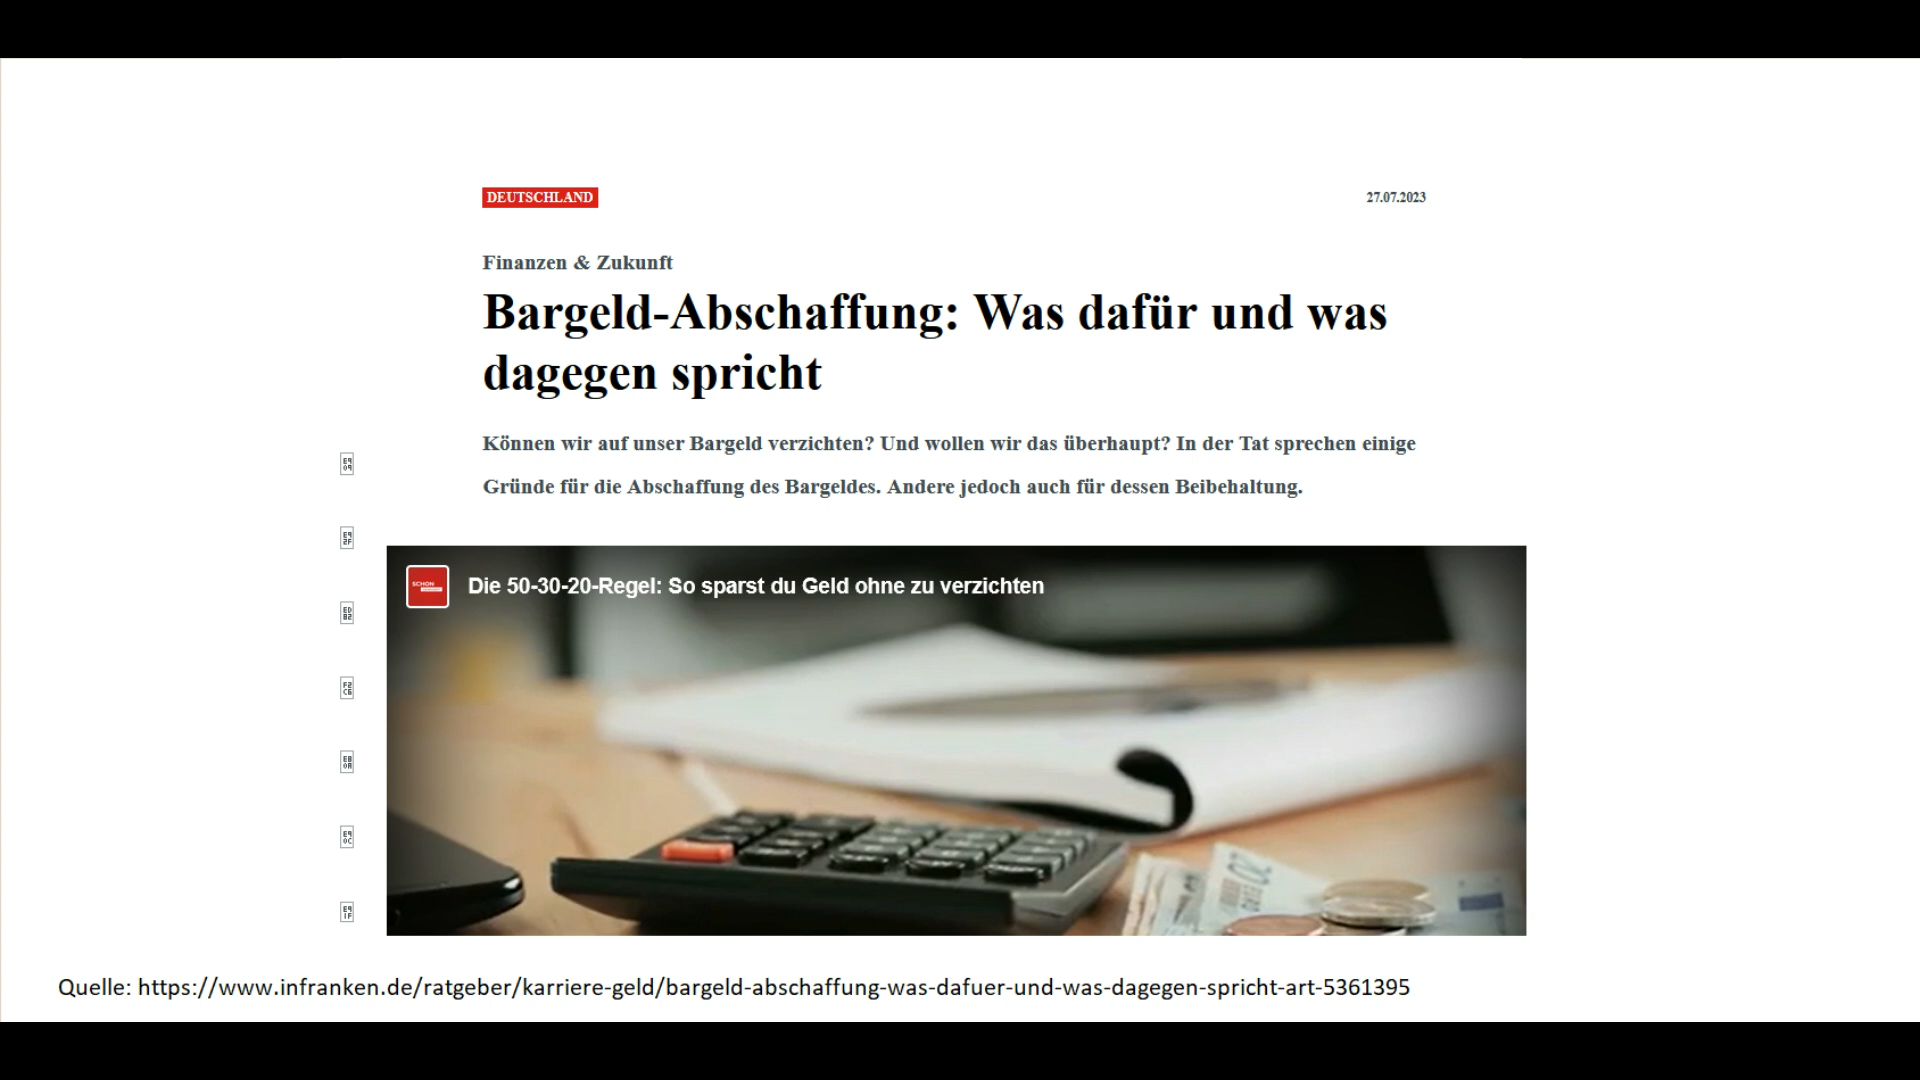 DEUTSCHLAND
27.07.2023
Finanzen & Zukunft
Bargeld-Abschaffung: Was dafür und was
dagegen spricht
Können wir auf unser Bargeld verzichten? Und wollen wir das überhaupt? In der Tat sprechen einige
Gründe für die Abschaffung des Bargeldes. Andere jedoch auch für dessen Beibehaltung.
SCHON
Die 50-30-20-Regel: So sparst du Geld ohne zu verzichten
20
Quelle: https://www.infranken.de/ratgeber/karriere-geld/bargeld-abschaffung-was-dafuer-und-was-dagegen-spricht-art-5361395